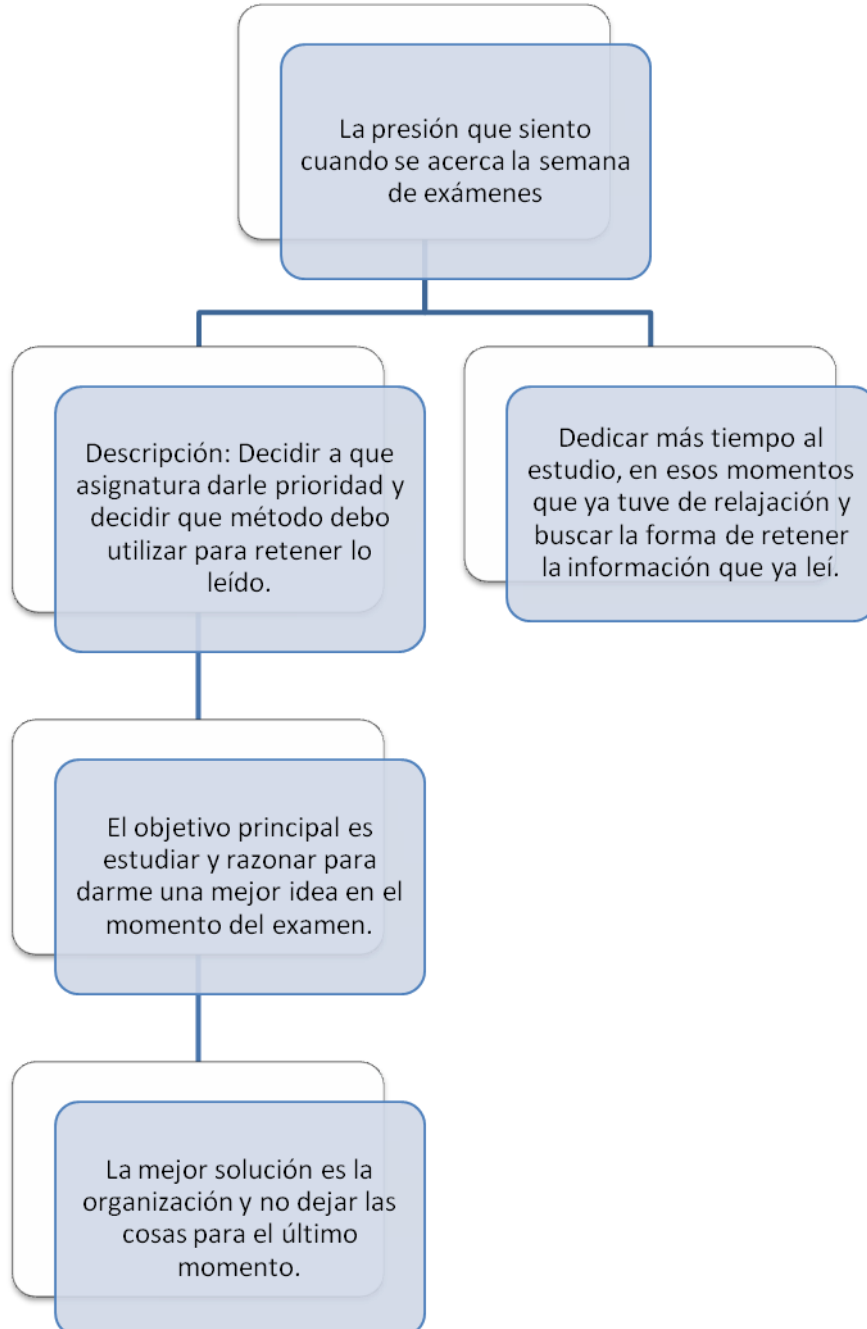 La presión que siento
cuando se acerca la semana
de exámenes
Descripción: Decidir a que
asignatura darle prioridad y
decidir que método debo
utilizar para retener lo
leído.
Dedicar más tiempo al
estudio, en esos momentos
que ya tuve de relajación y
buscar la forma de retener
la información que ya leí.
El objetivo principal es
estudiar y razonar para
darme una mejor idea en el
momento del examen.
La mejor solución es la
organización y no dejar las
cosas para el último
momento.